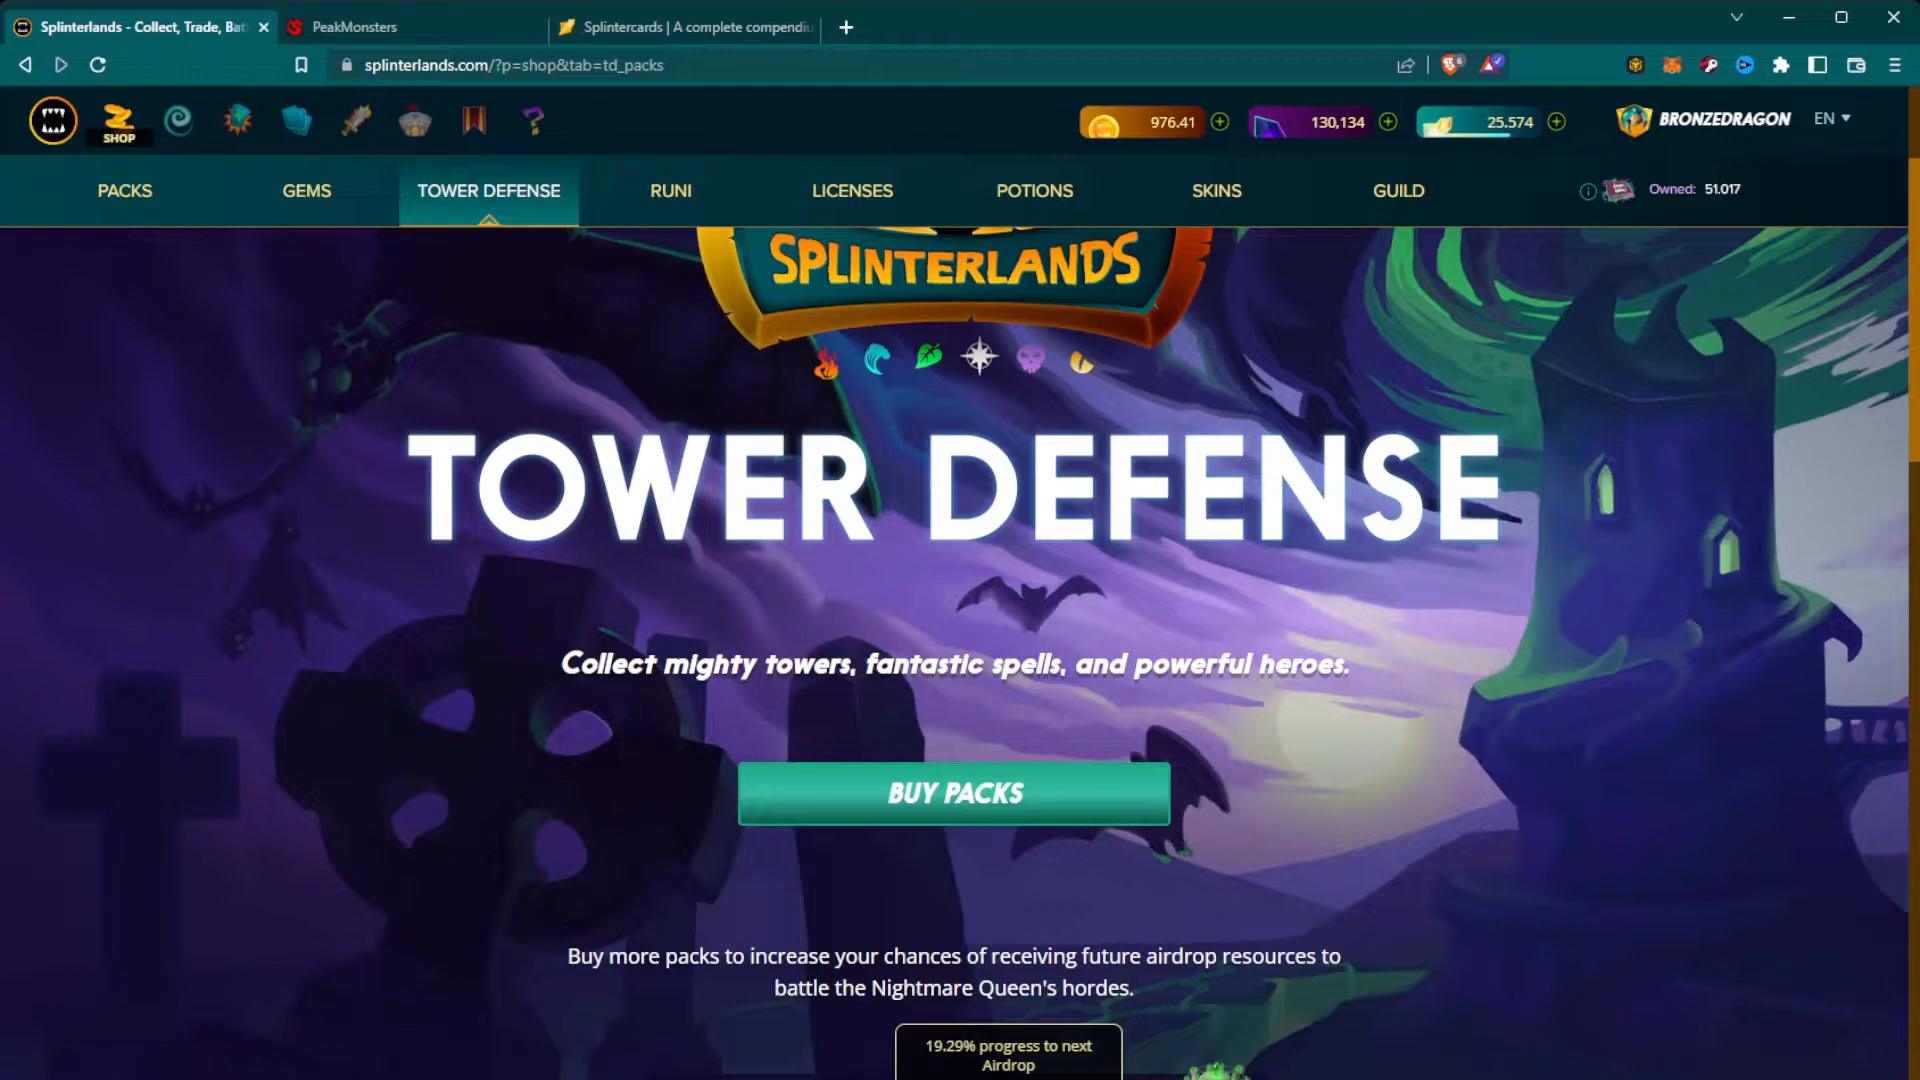 Splinterlands - Collect, Trade, Bat
PeakMonsters
Splintercards | A complete compendiu
splinterlands.com/?p=shop&tab=td_packs
6
SHOP
976.41
130,134
25.574
BRONZEDRAGON
EN
PACKS
GEMS
TOWER DEFENSE
RUNI
LICENSES
POTIONS
SKINS
GUILD
Owned: 51.017
SPLINTERLANDS
TOWER DEFENSE
Collect mighty towers, fantastic spells, and powerful heroes.
BUY PACKS
Buy more packs to increase your chances of receiving future airdrop resources to
battle the Nightmare Queen's hordes.
19.29% progress to next
Airdrop